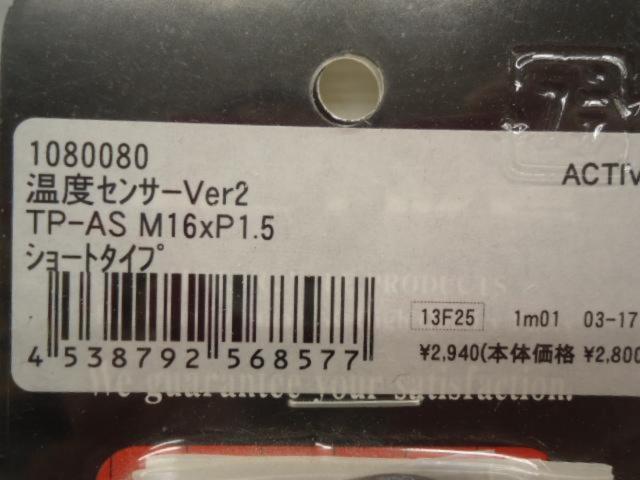 1080080
温度センサーVer2
ACTIV
TP-AS M16xP1.5
ショートタイプ
PRODUCTS
13F25 1m01 03-17
4 538792 568577
¥2,940(本体価格 ¥2,800
We guarantee your satisfaction.